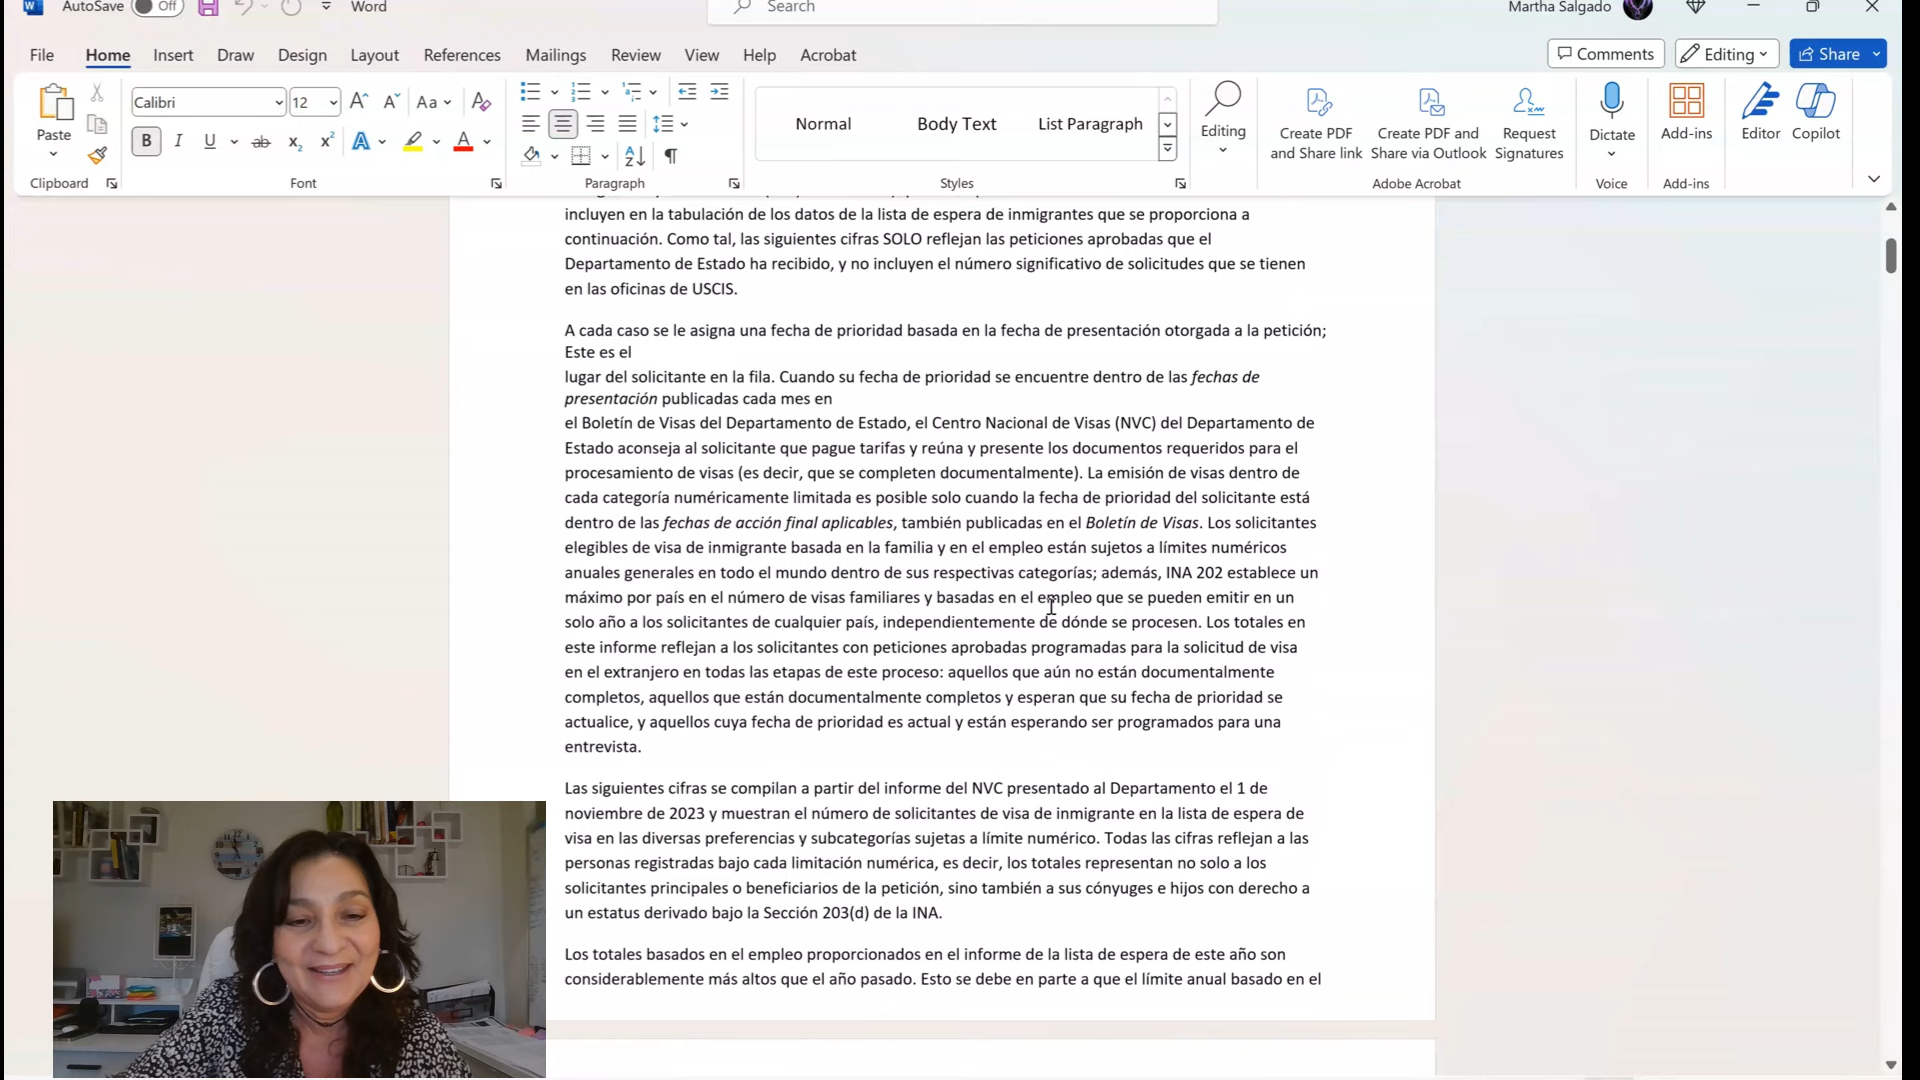 AutoSave
Off
Word
Search
Martha Salgado
File
Home
Insert
Draw
Design
Layout
References
Mailings
Review
View
Help
Acrobat
Comments
Editing
Share
Paste
Calibri
12
Aa
B
I
U
ab
Normal
Body Text
List Paragraph
Editing
Create PDF
and Share link
Create PDF and
Share via Outlook
Request
Signatures
Dictate
Add-ins
Editor
Copilot
Clipboard
Font
Paragraph
Styles
Adobe Acrobat
Voice
Add-ins
incluyen en la tabulación de los datos de la lista de espera de inmigrantes que se proporciona a
continuación. Como tal, las siguientes cifras SOLO reflejan las peticiones aprobadas que el
Departamento de Estado ha recibido, y no incluyen el número significativo de solicitudes que se tienen
en las oficinas de USCIS.
A cada caso se le asigna una fecha de prioridad basada en la fecha de presentación otorgada a la petición;
Este es el
lugar del solicitante en la fila. Cuando su fecha de prioridad se encuentre dentro de las fechas de
presentación publicadas cada mes en
el Boletín de Visas del Departamento de Estado, el Centro Nacional de Visas (NVC) del Departamento de
Estado aconseja al solicitante que pague tarifas y reúna y presente los documentos requeridos para el
procesamiento de visas (es decir, que se completen documentalmente). La emisión de visas dentro de
cada categoría numéricamente limitada es posible solo cuando la fecha de prioridad del solicitante está
dentro de las fechas de acción final aplicables, también publicadas en el Boletín de Visas. Los solicitantes
elegibles de visa de inmigrante basada en la familia y en el empleo están sujetos a límites numéricos
anuales generales en todo el mundo dentro de sus respectivas categorías; además, INA 202 establece un
máximo por país en el número de visas familiares y basadas en el empleo que se pueden emitir en un
solo año a los solicitantes de cualquier país, independientemente de dónde se procesen. Los totales en
este informe reflejan a los solicitantes con peticiones aprobadas programadas para la solicitud de visa
en el extranjero en todas las etapas de este proceso: aquellos que aún no están documentalmente
completos, aquellos que están documentalmente completos y esperan que su fecha de prioridad se
actualice, y aquellos cuya fecha de prioridad es actual y están esperando ser programados para una
entrevista.
Las siguientes cifras se compilan a partir del informe del NVC presentado al Departamento el 1 de
noviembre de 2023 y muestran el número de solicitantes de visa de inmigrante en la lista de espera de
visa en las diversas preferencias y subcategorías sujetas a límite numérico. Todas las cifras reflejan a las
personas registradas bajo cada limitación numérica, es decir, los totales representan no solo a los
solicitantes principales o beneficiarios de la petición, sino también a sus cónyuges e hijos con derecho a
un estatus derivado bajo la Sección 203(d) de la INA.
Los totales basados en el empleo proporcionados en el informe de la lista de espera de este año son
considerablemente más altos que el año pasado. Esto se debe en parte a que el límite anual basado en el